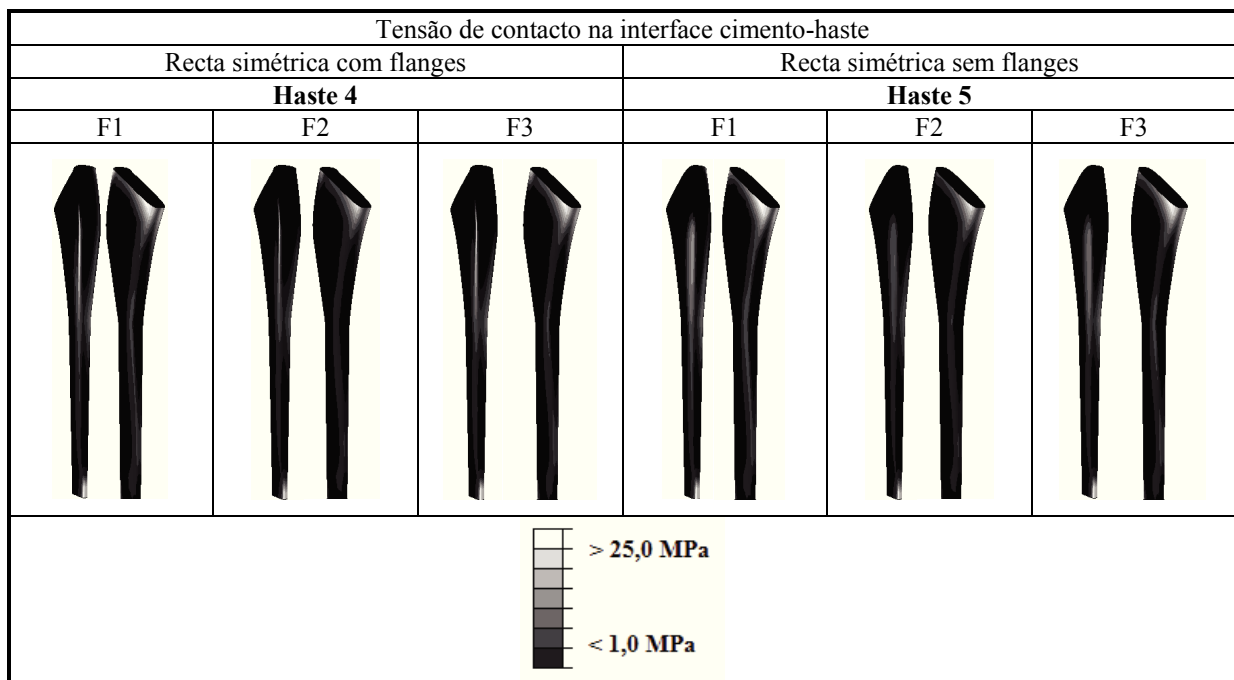 Tensão de contacto na interface cimento-haste
Recta simétrica com flanges
Recta simétrica sem flanges
Haste 4
Haste 5
F1
F2
F3
F1
F2
F3
> 25,0 MPa
< 1,0 MPa